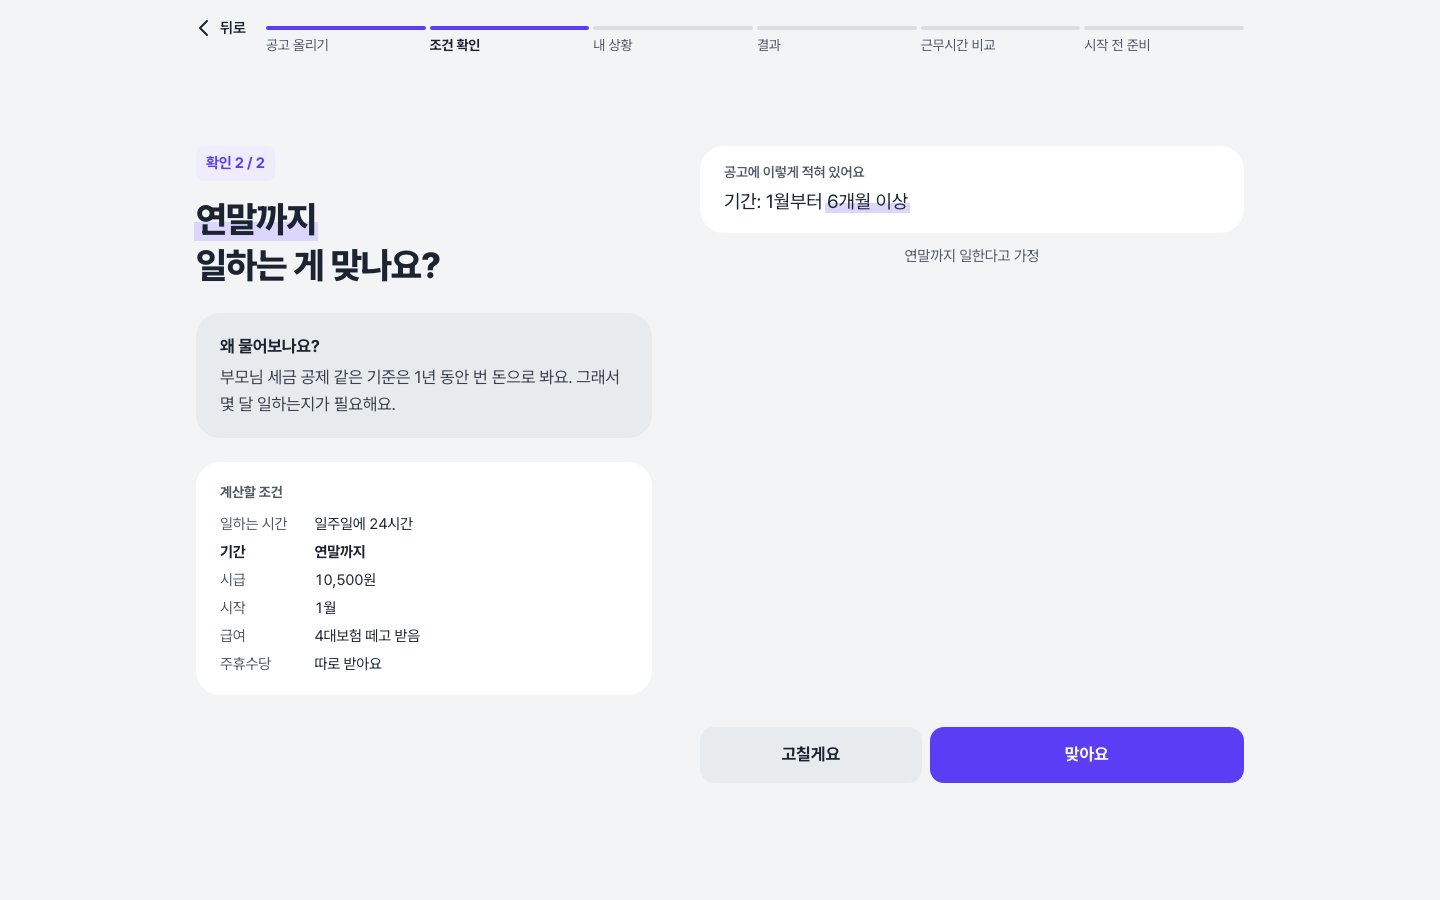 뒤로
공고 올리기
조건 확인
내 상황
결과
근무시간 비교
시작 전 준비
확인 2 / 2
연말까지
일하는 게 맞나요?
왜 물어보나요?
부모님 세금 공제 같은 기준은 1년 동안 번 돈으로 봐요. 그래서
몇 달 일하는지가 필요해요.
계산할 조건
일하는 시간 일주일에 24시간
기간 연말까지
시급 10,500원
시작 1월
급여 4대보험 떼고 받음
주휴수당 따로 받아요
공고에 이렇게 적혀 있어요
기간: 1월부터 6개월 이상
연말까지 일한다고 가정
고칠게요
맞아요